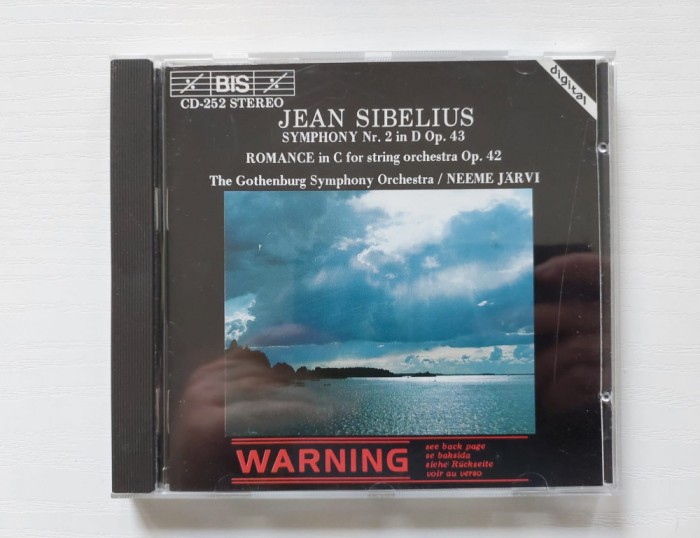 BIS
digital
CD-252 STEREO
JEAN SIBELIUS
SYMPHONY Nr. 2 in D Op. 43
ROMANCE in C for string orchestra Op. 42
The Gothenburg Symphony Orchestra / NEEME JÄRVI
WARNING
see back page
se baksida
siehe Rückseite
voir au verso